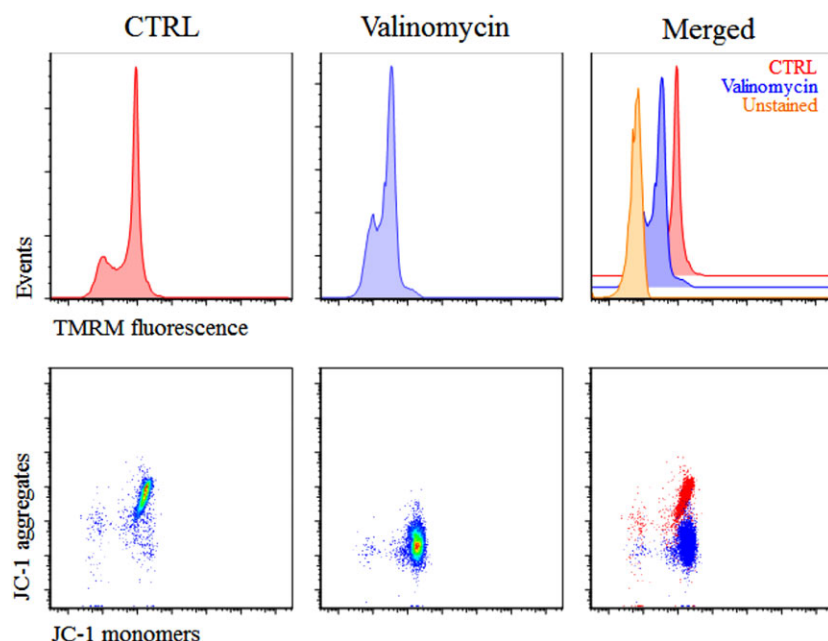 CTRL
Valinomycin
Merged
CTRL
Valinomycin
Unstained
Events
TMRM fluorescence
JC-1 aggregates
JC-1 monomers